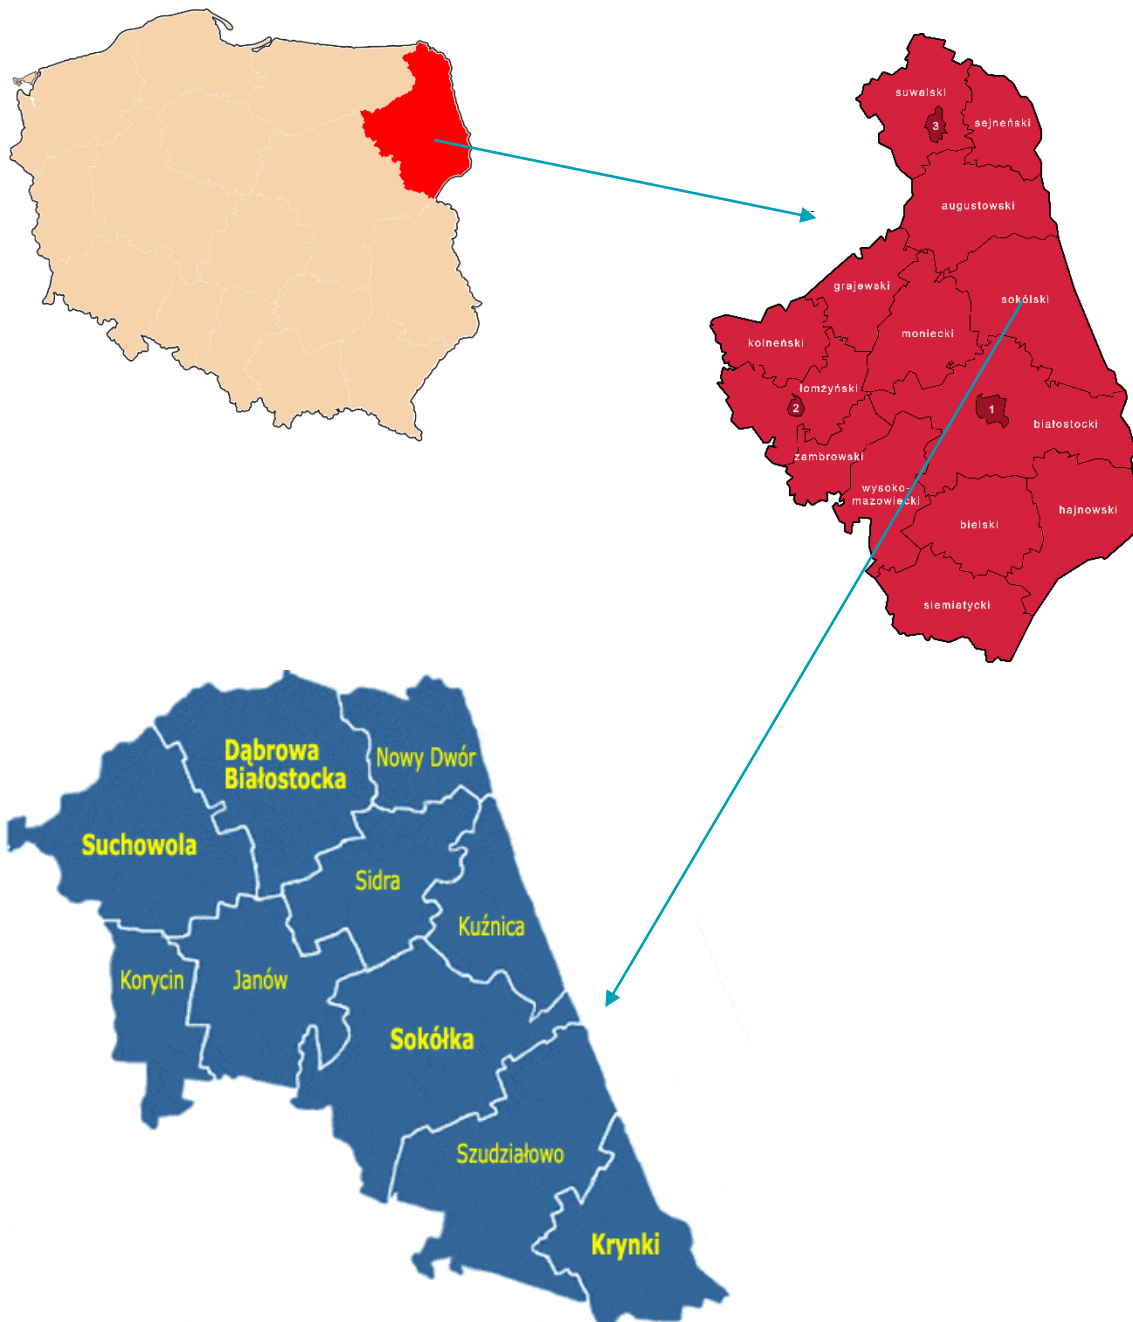 suwalski
3
sejneński
augustowski
grajewski
sokólski
kolneński
moniecki
łomżyński
2
1
białostocki
zambrowski
wysoko-
mazowiecki
hajnowski
bielski
siemiatycki
Dąbrowa
Białostocka
Nowy Dwór
Suchowola
Sidra
Kuźnica
Korycin
Janów
Sokółka
Szudziałowo
Krynki